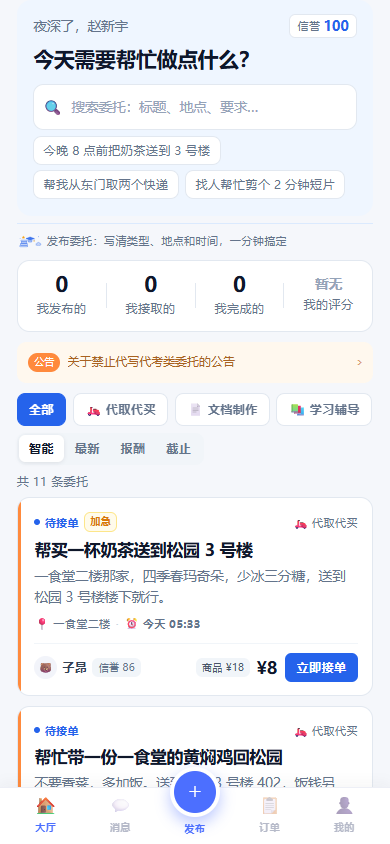 夜深了，赵新宇
信誉 100
今天需要帮忙做点什么？
搜索委托：标题、地点、要求...
今晚 8 点前把奶茶送到 3 号楼
帮我从东门取两个快递
找人帮忙剪个 2 分钟短片
发布委托：写清类型、地点和时间，一分钟搞定
0 0 0 暂无
我发布的 我接取的 我完成的 我的评分
公告 关于禁止代写代考类委托的公告 ›
全部 代取代买 文档制作 学习辅导
智能 最新 报酬 截止
共 11 条委托
待接单 加急 代取代买
帮买一杯奶茶送到松园 3 号楼
一食堂二楼那家，四季春玛奇朵，少冰三分糖，送到
松园 3 号楼楼下就行。
一食堂二楼 · 今天 05:33
子昂 信誉 86 商品 ¥18 ¥8 立即接单
待接单 代取代买
帮忙带一份一食堂的黄焖鸡回松园
不要香菜，多加饭。送 3 号楼 402，饭钱另
大厅 消息 发布 订单 我的